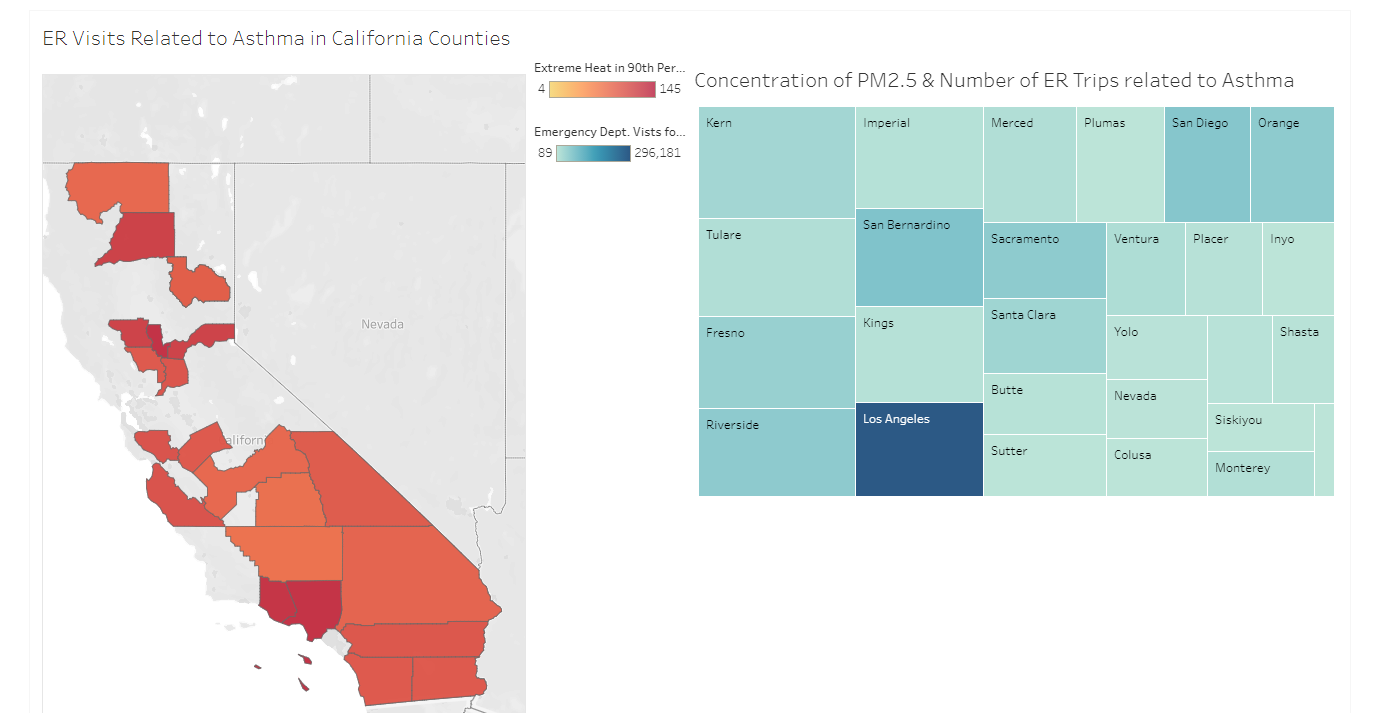 ER Visits Related to Asthma in California Counties
Extreme Heat in 90th Per...
4 145
Emergency Dept. Vists fo...
89 296,181
Nevada
aliforn
Concentration of PM2.5 & Number of ER Trips related to Asthma
Kern
Imperial
Merced
Plumas
San Diego
Orange
Tulare
San Bernardino
Sacramento
Ventura
Placer
Inyo
Fresno
Kings
Santa Clara
Yolo
Shasta
Riverside
Los Angeles
Butte
Nevada
Siskiyou
Sutter
Colusa
Monterey